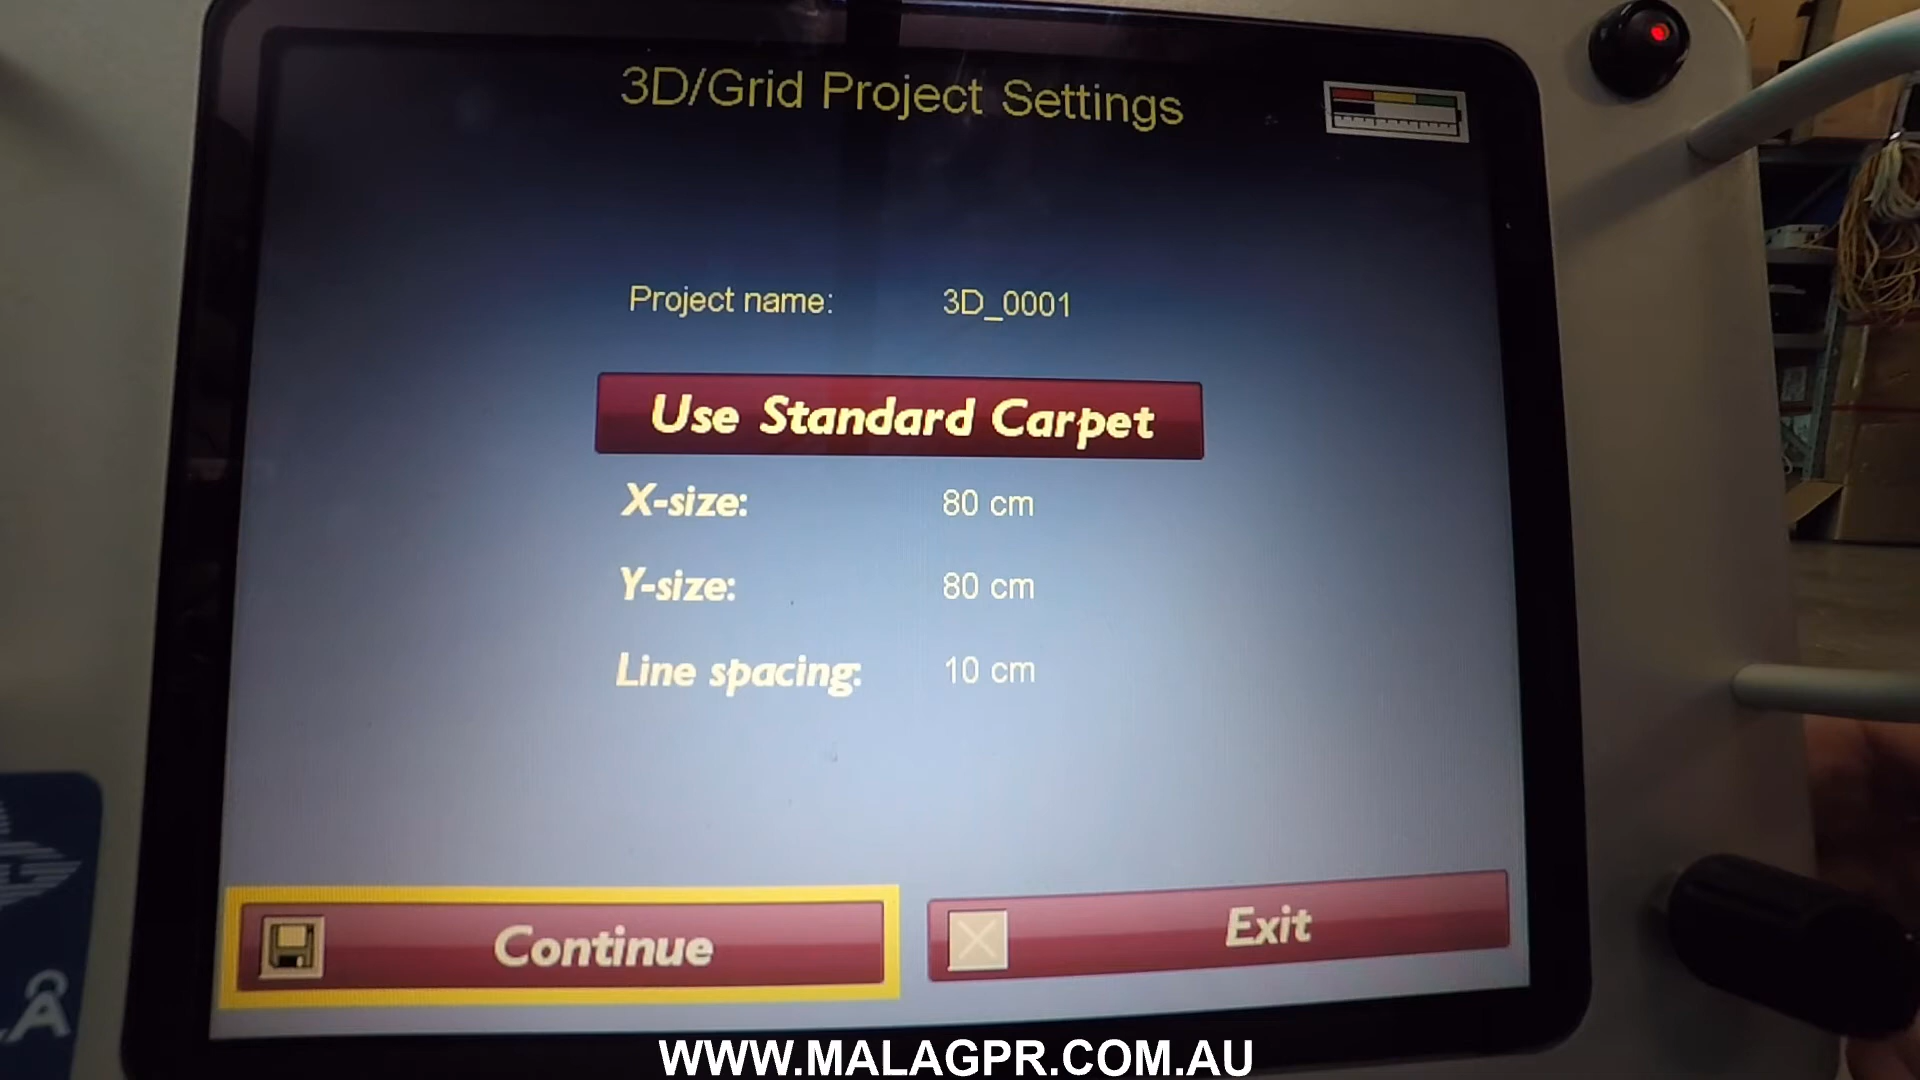 3D/Grid Project Settings
Project name: 3D_0001
Use Standard Carpet
X-size: 80 cm
Y-size: 80 cm
Line spacing: 10 cm
Continue
Exit
LÅ
WWW.MALAGPR.COM.AU